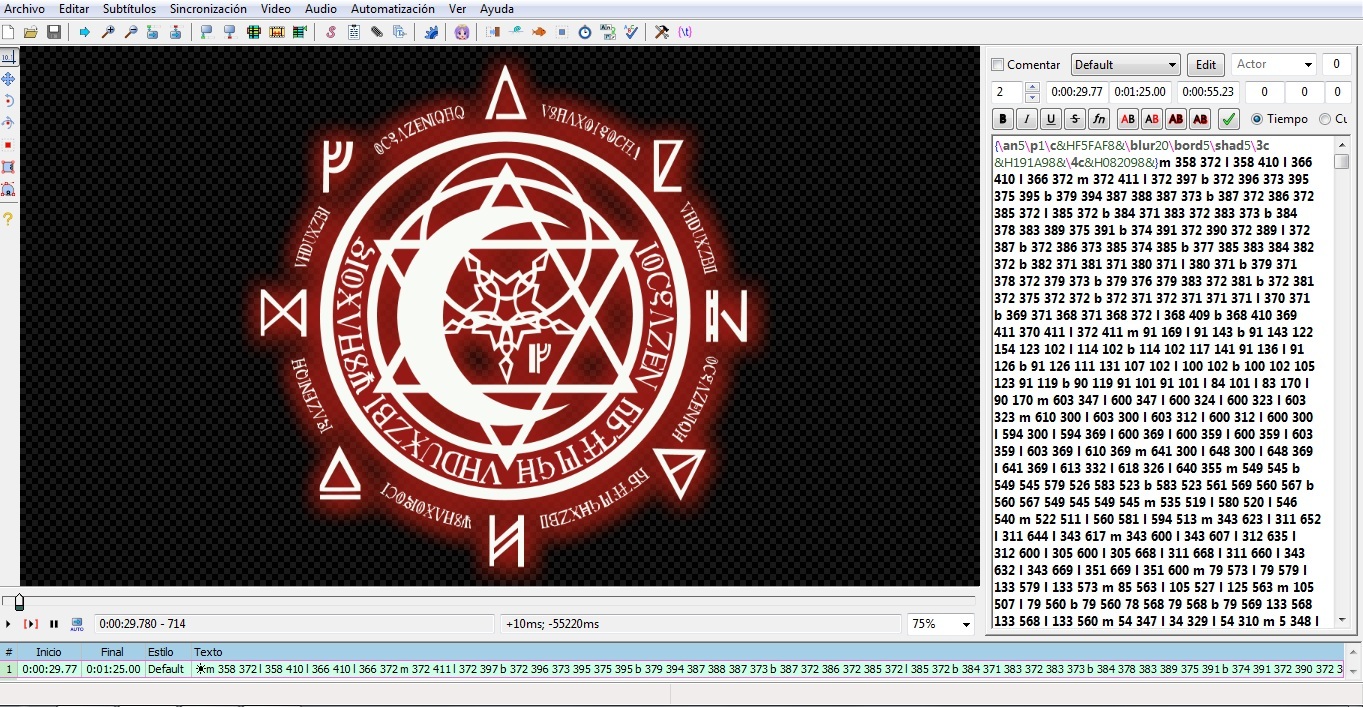 Archivo Editar Subtítulos Sincronización Video Audio Automatización Ver Ayuda
Comentar Default Edit Actor 0
2 0:00:29.77 0:01:25.00 0:00:55.23 0 0 0
B I U S fn AB AB AB AB Tiempo Cu
{\an5\p1\c&HF5FAF8&\blur20\bord5\shad5\3c
&H191A98&\4c&H082098&}m 358 372 l 358 410 l 366
410 l 366 372 m 372 411 l 372 397 b 372 396 373 395
375 395 b 379 394 387 388 387 373 b 387 372 386 372
385 372 l 385 372 b 384 371 383 372 383 373 b 384
378 383 389 375 391 b 374 391 372 390 372 389 l 372
387 b 372 386 373 385 374 385 b 377 385 383 384 382
372 b 382 371 381 371 380 371 l 380 371 b 379 371
378 372 379 373 b 379 376 379 383 372 381 b 372 381
372 375 372 372 b 372 371 372 371 371 371 l 370 371
b 369 371 368 371 368 372 l 368 409 b 368 410 369
411 370 411 l 372 411 m 91 169 l 91 143 b 91 143 122
154 123 102 l 114 102 b 114 102 117 141 91 136 l 91
126 b 91 126 111 131 107 102 l 100 102 b 100 102 105
123 91 119 b 90 119 91 101 91 101 l 84 101 l 83 170 l
90 170 m 603 347 l 600 347 l 600 324 l 600 323 l 603
323 m 610 300 l 603 300 l 603 312 l 600 312 l 600 300
l 594 300 l 594 369 l 600 369 l 600 359 l 600 359 l 603
359 l 603 369 l 610 369 m 641 300 l 648 300 l 648 369
l 641 369 l 613 332 l 618 326 l 640 355 m 549 545 b
549 545 579 526 583 523 b 583 523 561 569 560 567 b
560 567 549 545 549 545 m 535 519 l 580 520 l 546
540 m 522 511 l 560 581 l 594 513 m 343 623 l 311 652
l 311 644 l 343 617 m 343 600 l 343 607 l 312 635 l
312 600 l 305 600 l 305 668 l 311 668 l 311 660 l 343
632 l 343 669 l 351 669 l 351 600 m 79 573 l 79 579 l
133 579 l 133 573 m 85 563 l 105 527 l 125 563 m 105
507 l 79 560 b 79 560 78 568 79 568 b 79 569 133 568
133 568 l 133 560 m 54 347 l 34 329 l 54 310 m 5 348 l
0:00:29.780 - 714 +10ms; -55220ms 75%
# Inicio Final Estilo Texto
1 0:00:29.77 0:01:25.00 Default ☀m 358 372 l 358 410 l 366 410 l 366 372 m 372 411 l 372 397 b 372 396 373 395 375 395 b 379 394 387 388 387 373 b 387 372 386 372 385 372 l 385 372 b 384 371 383 372 383 373 b 384 378 383 389 375 391 b 374 391 372 390 372 3